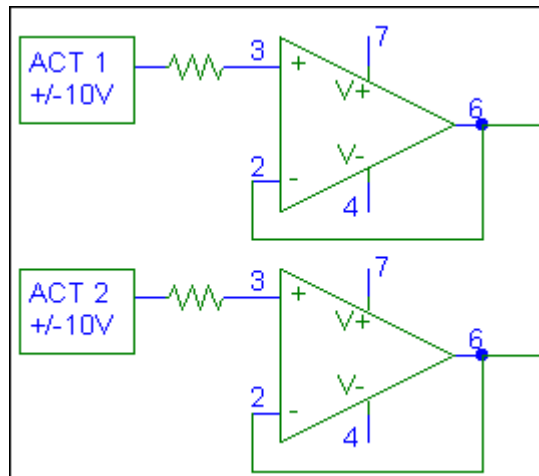 ACT 1
+/-10V
3
+
7
V+
6
2
-
V-
4
ACT 2
+/-10V
3
+
7
V+
6
2
-
V-
4